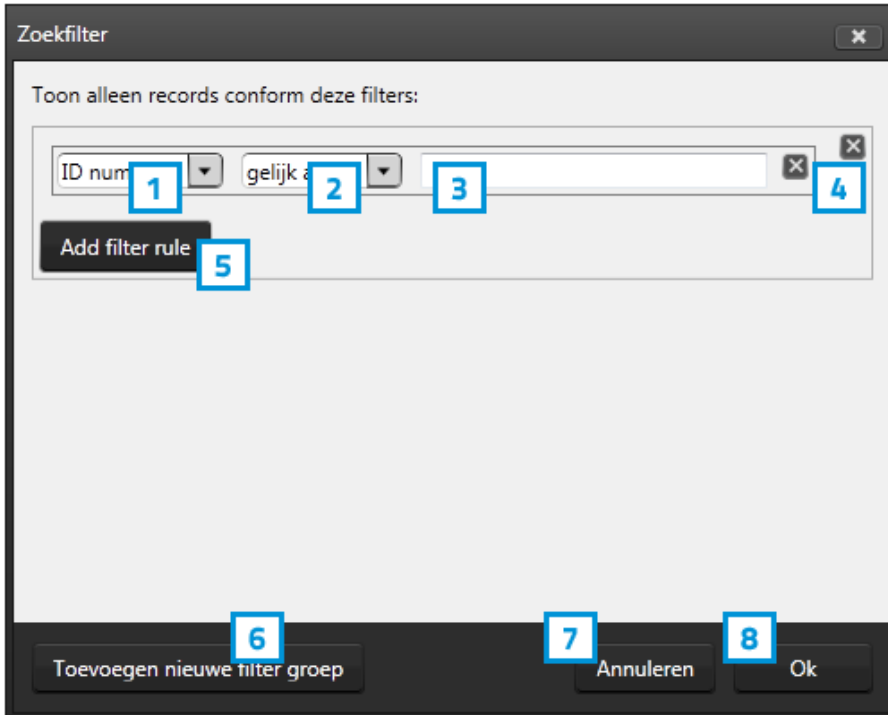 Zoekfilter
Toon alleen records conform deze filters:
ID num
gelijk a
1
2
3
4
Add filter rule
5
6
7
8
Toevoegen nieuwe filter groep
Annuleren
Ok